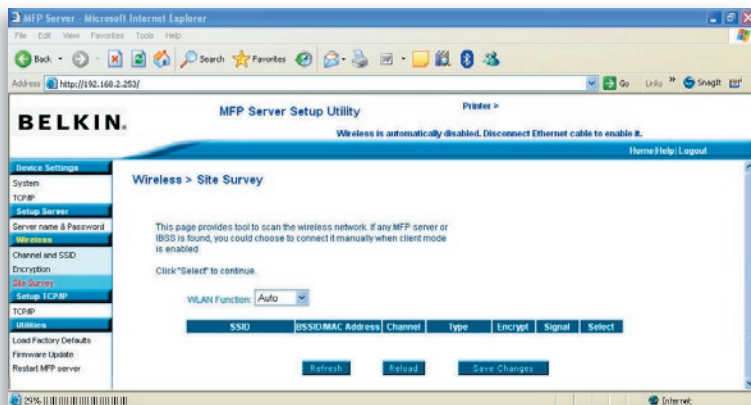 MFP Server - Microsoft Internet Explorer
File Edit View Favorites Tools Help
Back Search Favorites
Address http://192.168.2.253/ Go Links » SnagIt
BELKIN.
MFP Server Setup Utility
Printer >
Wireless is automatically disabled. Disconnect Ethernet cable to enable it.
Home|Help|Logout
Device Settings
System
TCP/IP
Setup Server
Server name & Password
Wireless
Channel and SSID
Encryption
Site Survey
Setup TCP/IP
TCP/IP
Utilities
Load Factory Defaults
Firmware Update
Restart MFP server
Wireless > Site Survey
This page provides tool to scan the wireless network. If any MFP server or
IBSS is found, you could choose to connect it manually when client mode
is enabled
Click "Select" to continue.
WLAN Function: Auto
SSID BSSID/MAC Address Channel Type Encrypt Signal Select
Refresh Reload Save Changes
29% Internet